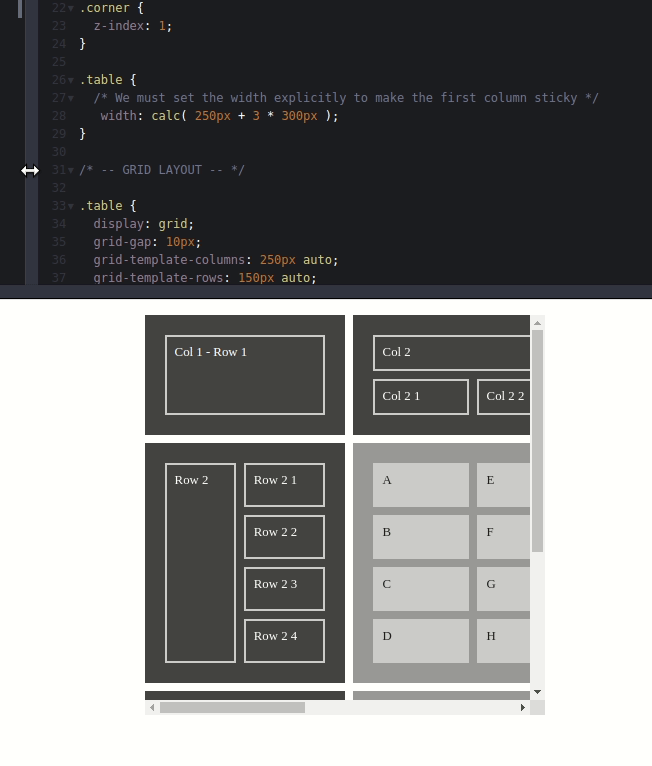 22 .corner {
23 z-index: 1;
24 }
25
26 .table {
27 /* We must set the width explicitly to make the first column sticky */
28 width: calc( 250px + 3 * 300px );
29 }
30
31 /* -- GRID LAYOUT -- */
32
33 .table {
34 display: grid;
35 grid-gap: 10px;
36 grid-template-columns: 250px auto;
37 grid-template-rows: 150px auto;
Col 1 - Row 1
Col 2
Col 2 1
Col 2 2
Row 2
Row 2 1
Row 2 2
Row 2 3
Row 2 4
A
E
B
F
C
G
D
H